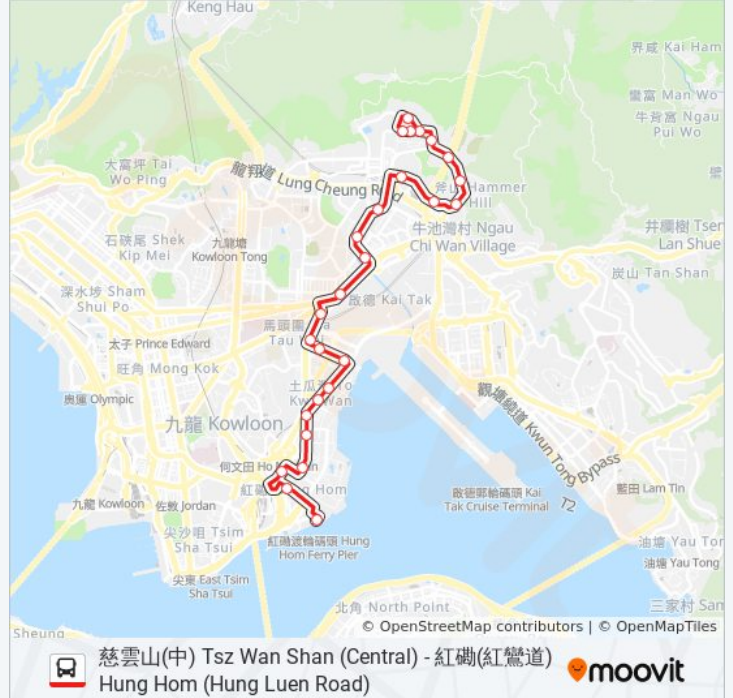 Keng Hau
界咸 Kai Ham
蠻窩 Man Wo
牛背窩 Ngau
Pui Wo
大窩坪 Tai
Wo Ping
龍翔道 Lung Cheung Road
Hammer
Hill
牛池灣村 Ngau
Chi Wan Village
井欄樹 Tsen
Lan Shue
石硤尾 Shek
Kip Mei
九龍塘
Kowloon Tong
炭山 Tan Shan
深水埗 Sham
Shui Po
啟德 Kai Tak
馬頭圍
Tau
太子 Prince Edward
旺角 Mong Kok
奧運 Olympic
九龍 Kowloon
觀塘繞道 Kwun Tong Bypass
何文田 Ho
紅磡
Hom
九龍 Kowloon
佐敦 Jordan
啟德郵輪碼頭 Kai
Tak Cruise Terminal
T2
藍田 Lam Tin
尖沙咀 Tsim
Sha Tsui
紅磡渡輪碼頭 Hung
Hom Ferry Pier
油塘 Yau Tor
油塘 Yau Tong
尖東 East Tsim
Sha Tsui
北角 North Point
三家村 Sam
Sheung
© OpenStreetMap contributors | © OpenMapTiles
慈雲山(中) Tsz Wan Shan (Central) - 紅磡(紅鸞道)
Hung Hom (Hung Luen Road)
moovit